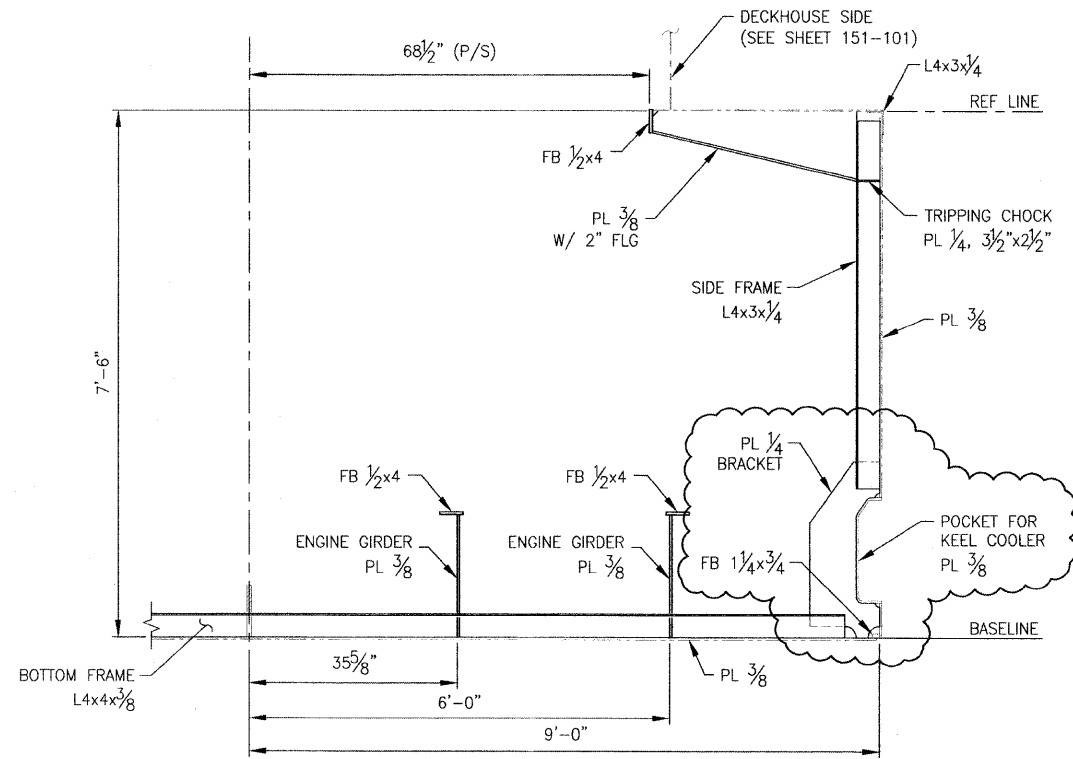 DECKHOUSE SIDE
(SEE SHEET 151-101)
68½" (P/S)
L4x3x¼
REF LINE
FB ½x4
PL ⅜
W/ 2" FLG
TRIPPING CHOCK
PL ¼, 3½"x2½"
SIDE FRAME
L4x3x¼
PL ⅜
7'-6"
PL ¼
BRACKET
FB ½x4
FB ½x4
ENGINE GIRDER
PL ⅜
ENGINE GIRDER
PL ⅜
POCKET FOR
KEEL COOLER
PL ⅜
FB 1¼x¾
BASELINE
BOTTOM FRAME
L4x4x⅜
35⅝"
PL ⅜
6'-0"
9'-0"